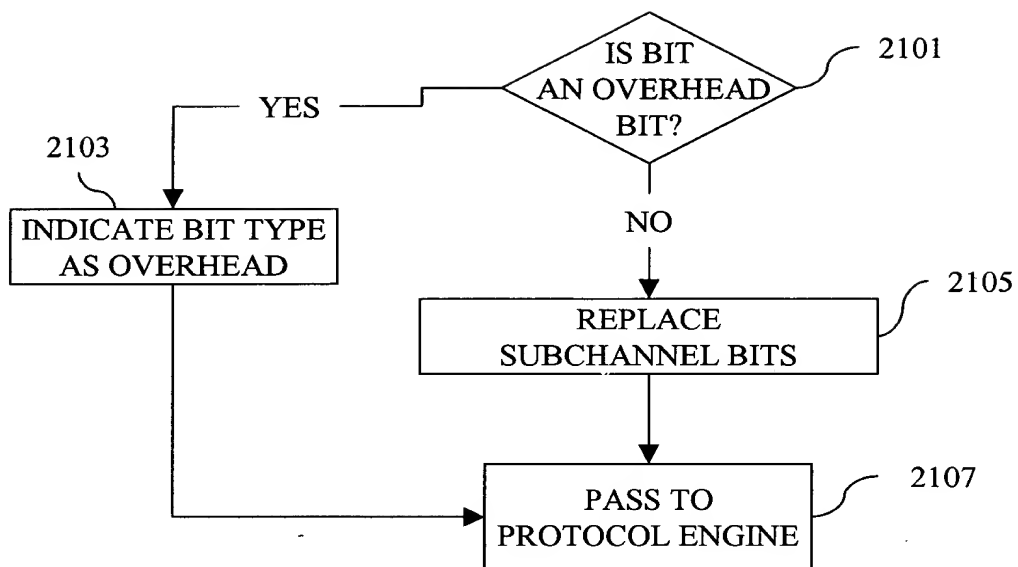 IS BIT
AN OVERHEAD
BIT?
2101
YES
2103
INDICATE BIT TYPE
AS OVERHEAD
NO
2105
REPLACE
SUBCHANNEL BITS
2107
PASS TO
PROTOCOL ENGINE